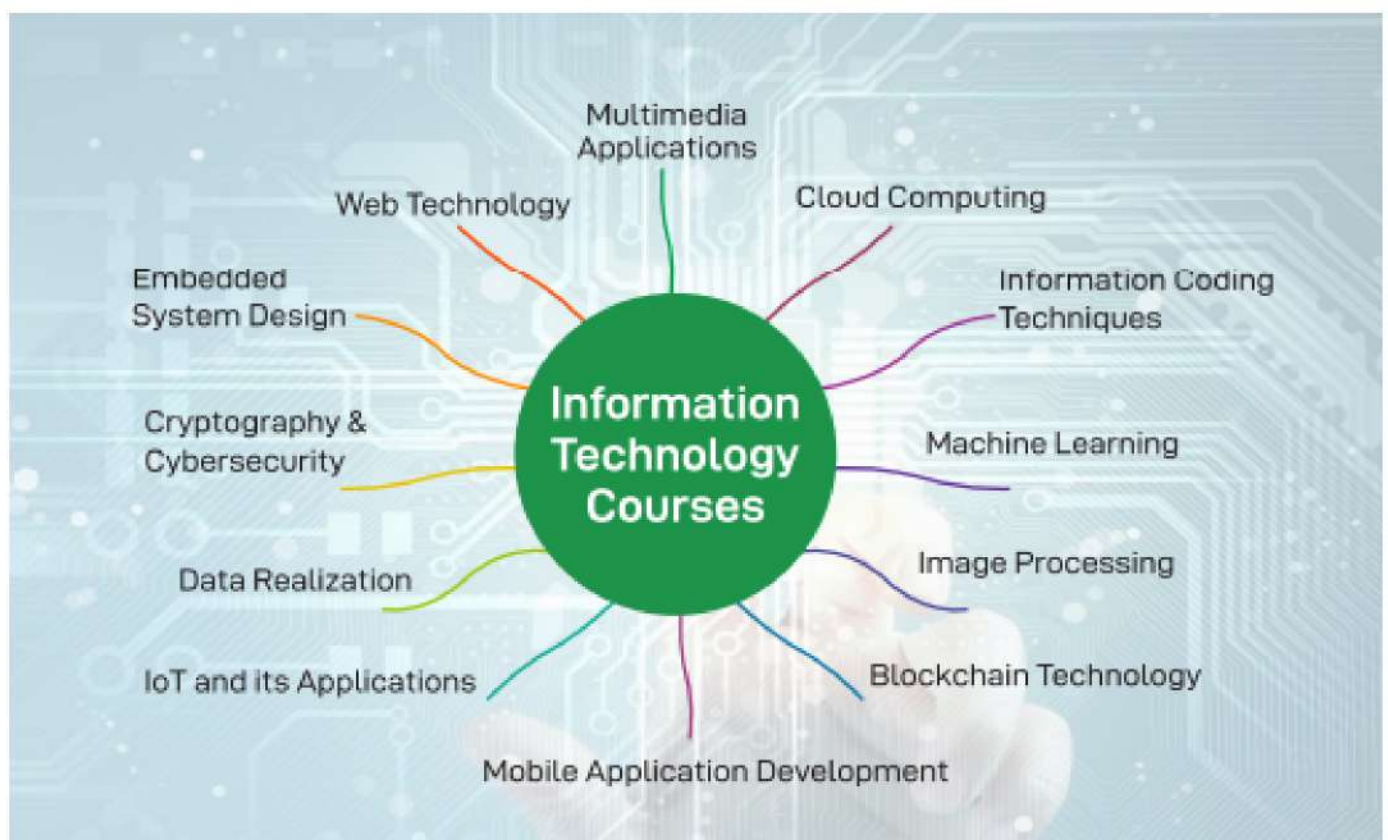 Multimedia
Applications
Web Technology
Cloud Computing
Embedded
System Design
Information Coding
Techniques
Information
Technology
Courses
Cryptography &
Cybersecurity
Machine Learning
Data Realization
Image Processing
IoT and its Applications
Blockchain Technology
Mobile Application Development